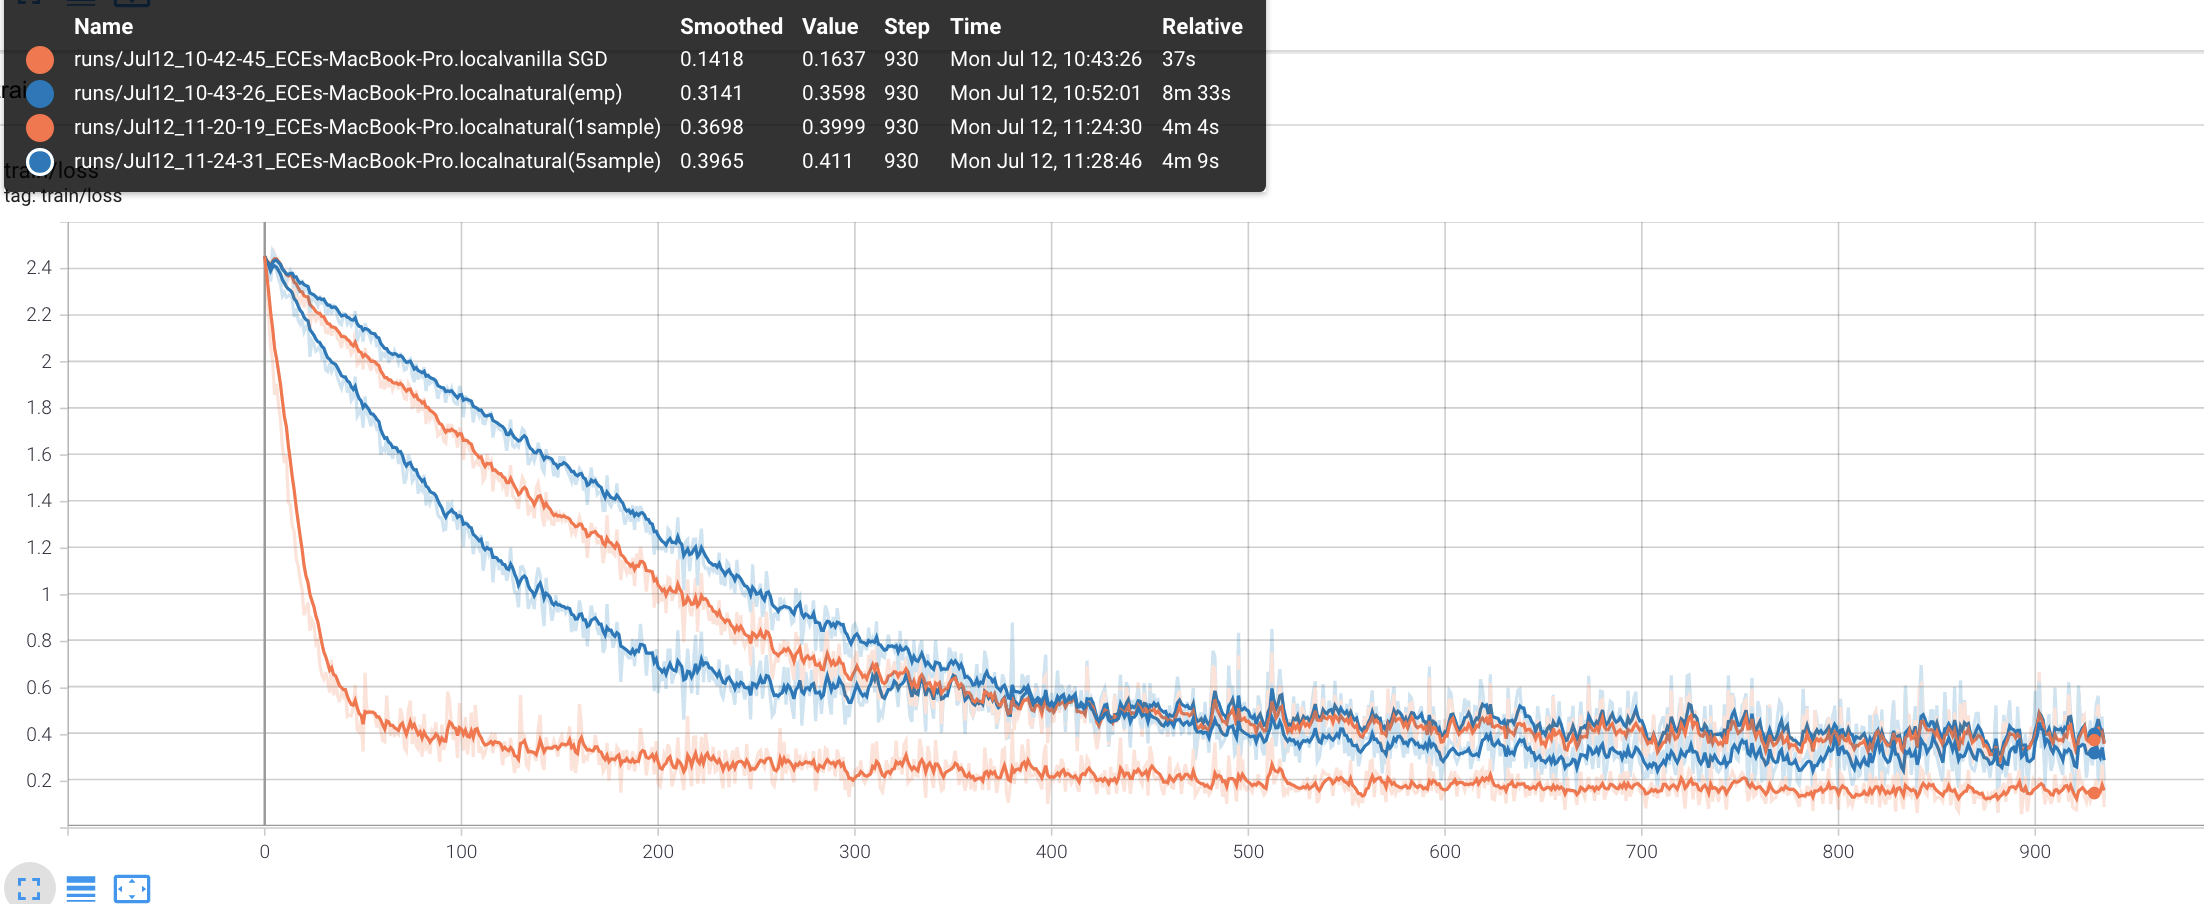 Name Smoothed Value Step Time Relative
runs/Jul12_10-42-45_ECEs-MacBook-Pro.localvanilla SGD 0.1418 0.1637 930 Mon Jul 12, 10:43:26 37s
runs/Jul12_10-43-26_ECEs-MacBook-Pro.localnatural(emp) 0.3141 0.3598 930 Mon Jul 12, 10:52:01 8m 33s
runs/Jul12_11-20-19_ECEs-MacBook-Pro.localnatural(1sample) 0.3698 0.3999 930 Mon Jul 12, 11:24:30 4m 4s
runs/Jul12_11-24-31_ECEs-MacBook-Pro.localnatural(5sample) 0.3965 0.411 930 Mon Jul 12, 11:28:46 4m 9s
train/loss
tag: train/loss
2.4
2.2
2
1.8
1.6
1.4
1.2
1
0.8
0.6
0.4
0.2
0 100 200 300 400 500 600 700 800 900